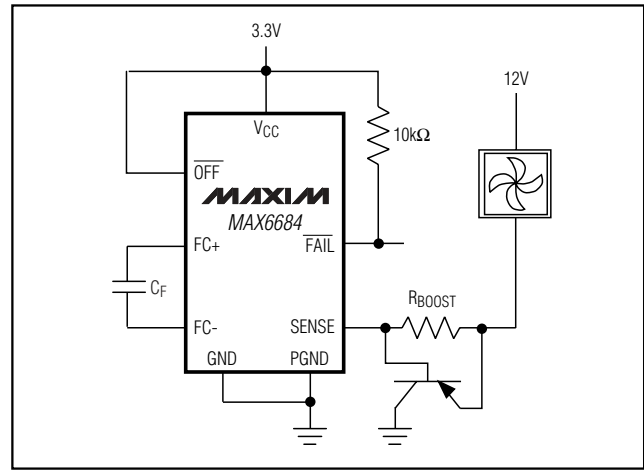 3.3V
12V
VCC
10kΩ
OFF
MAXIM
MAX6684
FC+
FAIL
CF
RBOOST
FC-
SENSE
GND
PGND